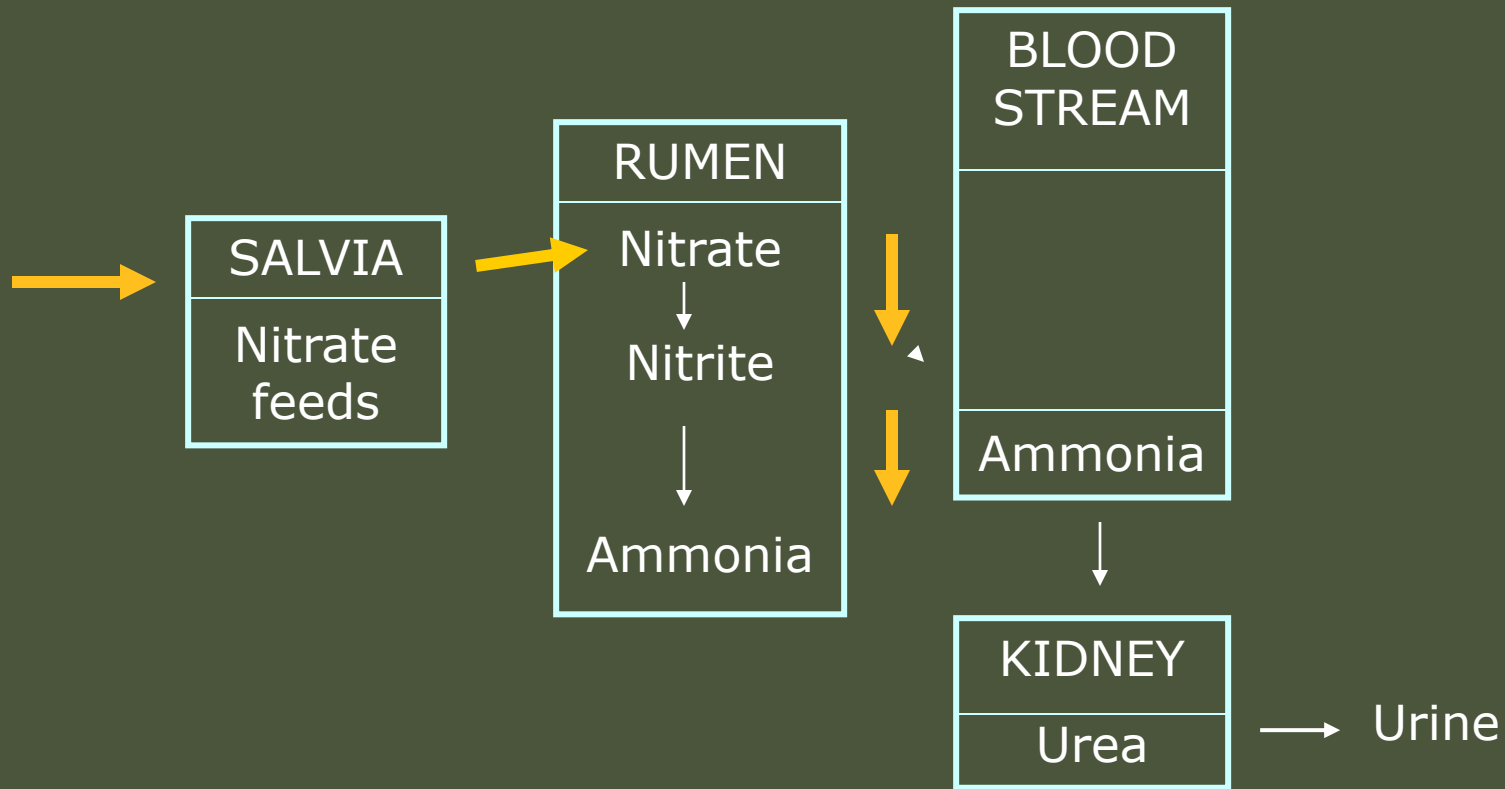 SALVIA
Nitrate
feeds
RUMEN
Nitrate
Nitrite
Ammonia
BLOOD
STREAM
Ammonia
KIDNEY
Urea
Urine